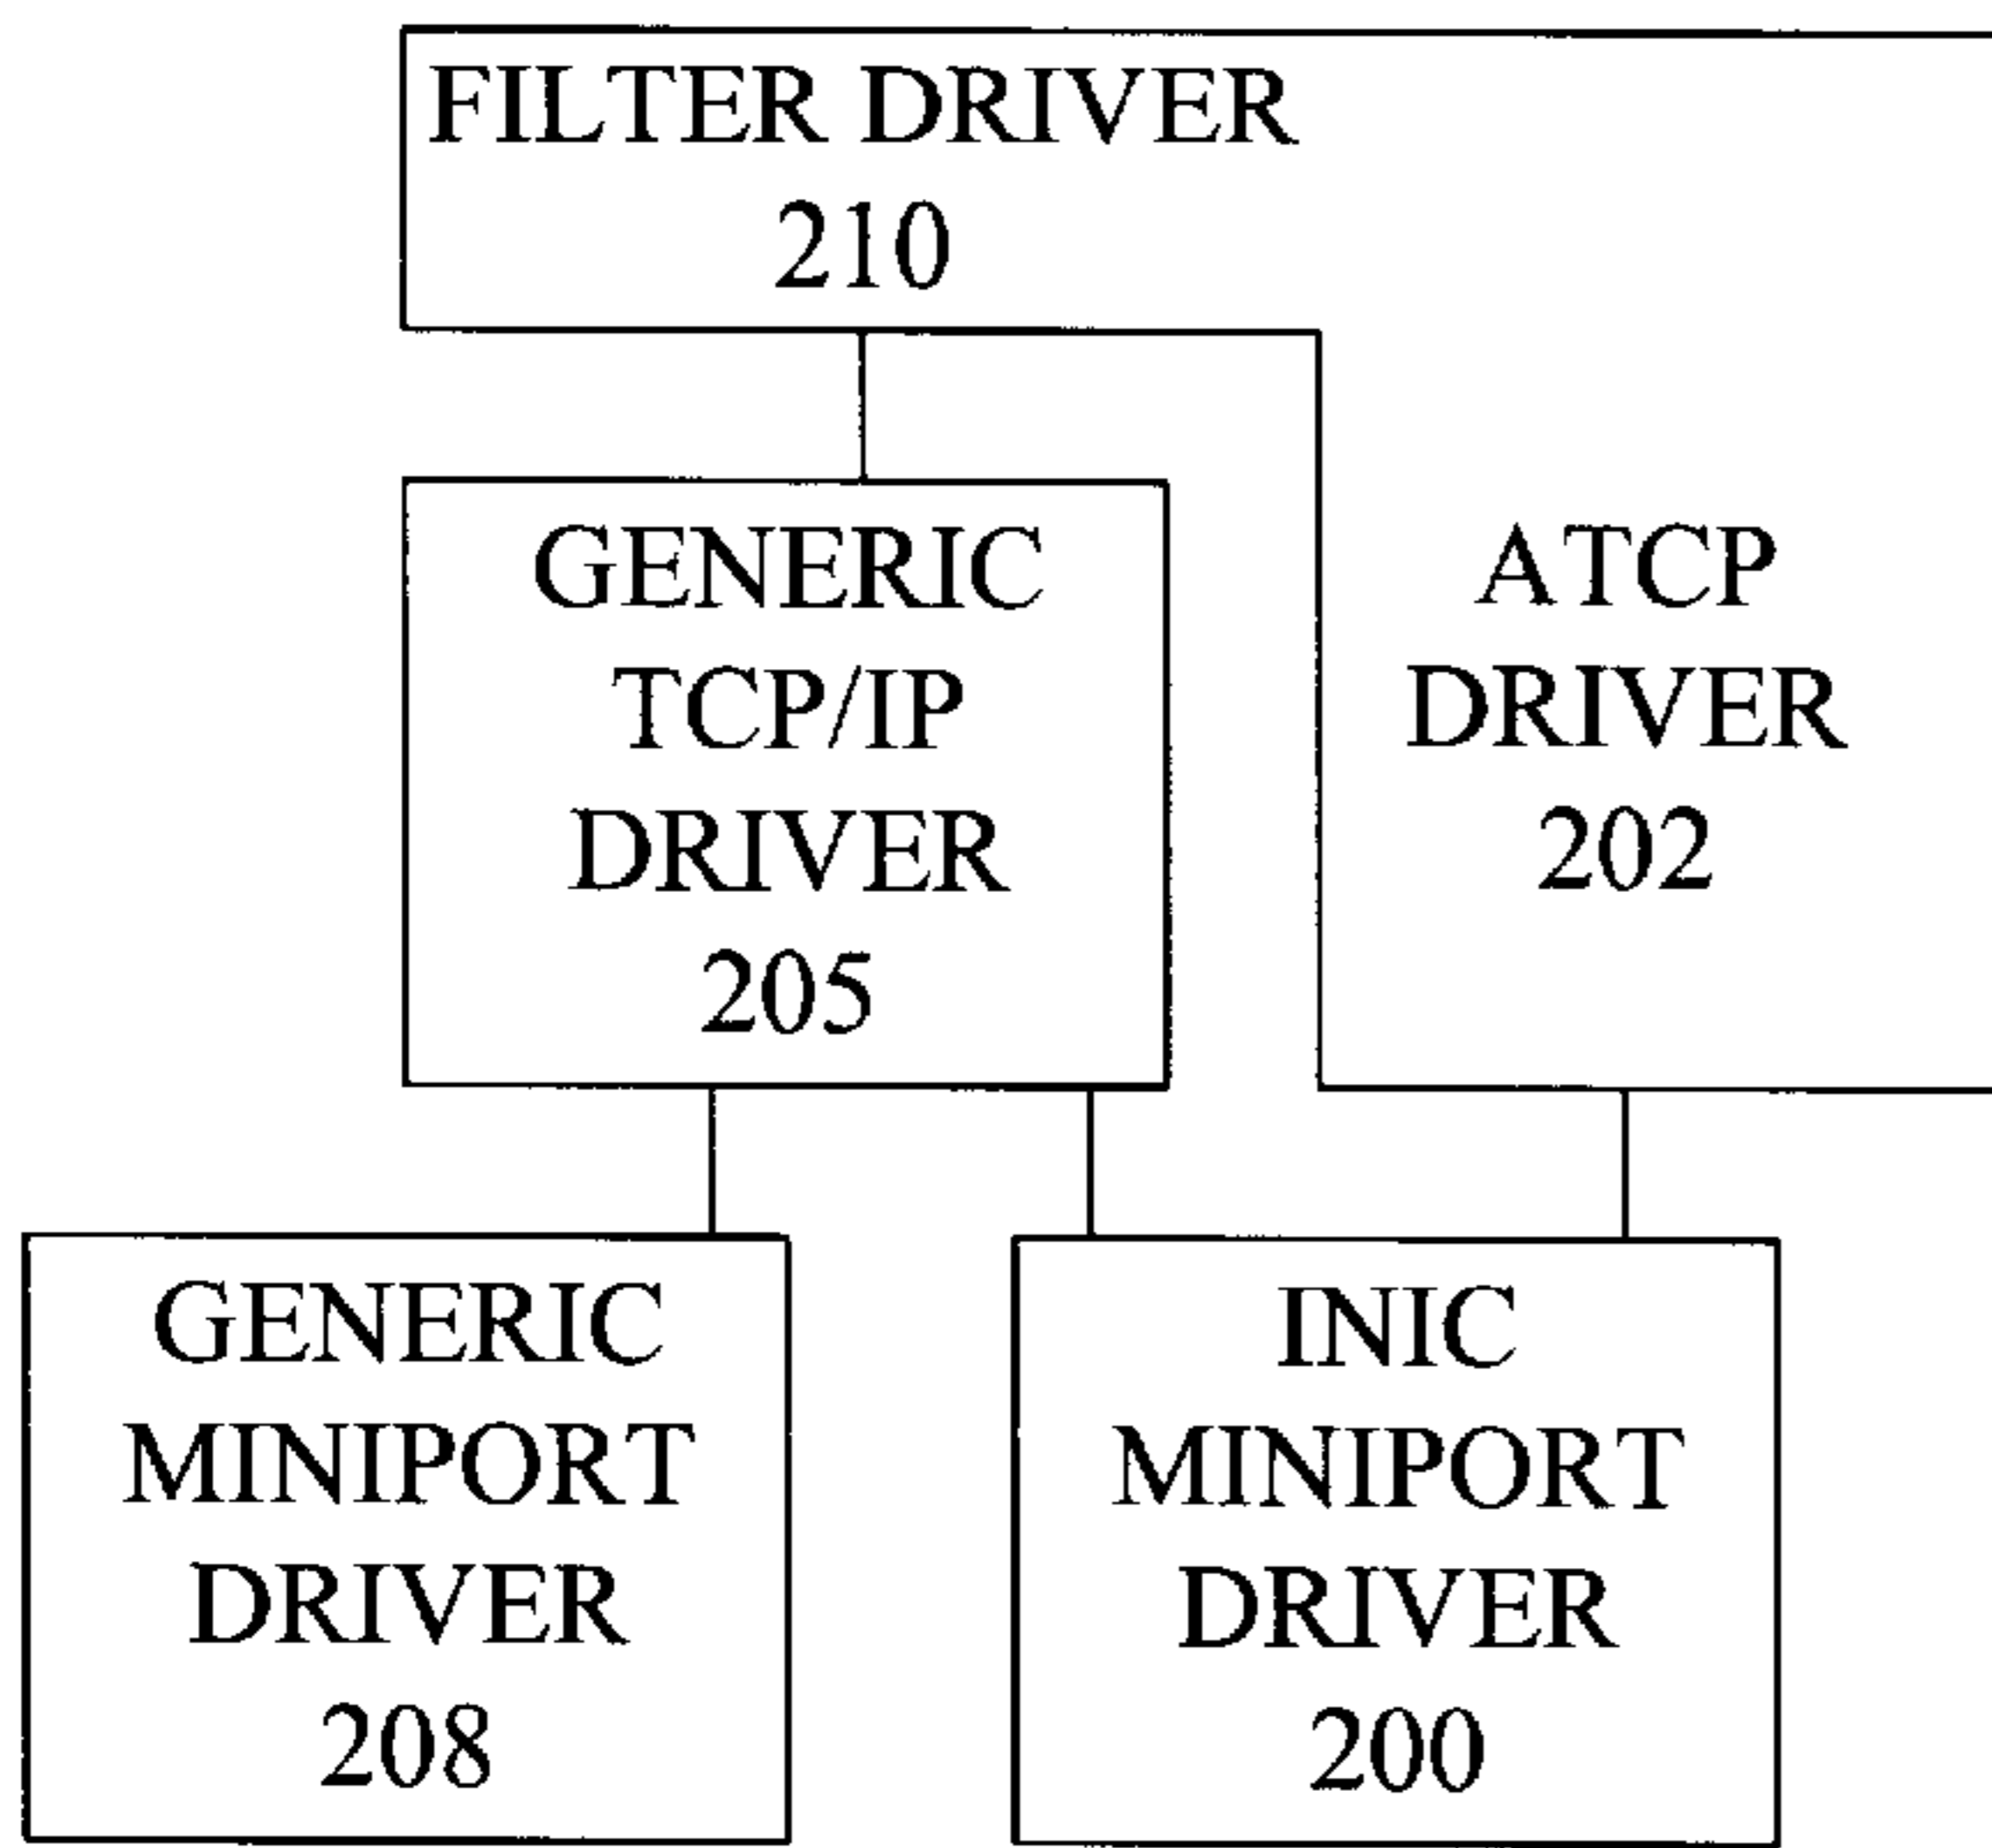 FILTER DRIVER
210
GENERIC
TCP/IP
DRIVER
205
ATCP
DRIVER
202
GENERIC
MINIPORT
DRIVER
208
INIC
MINIPORT
DRIVER
200